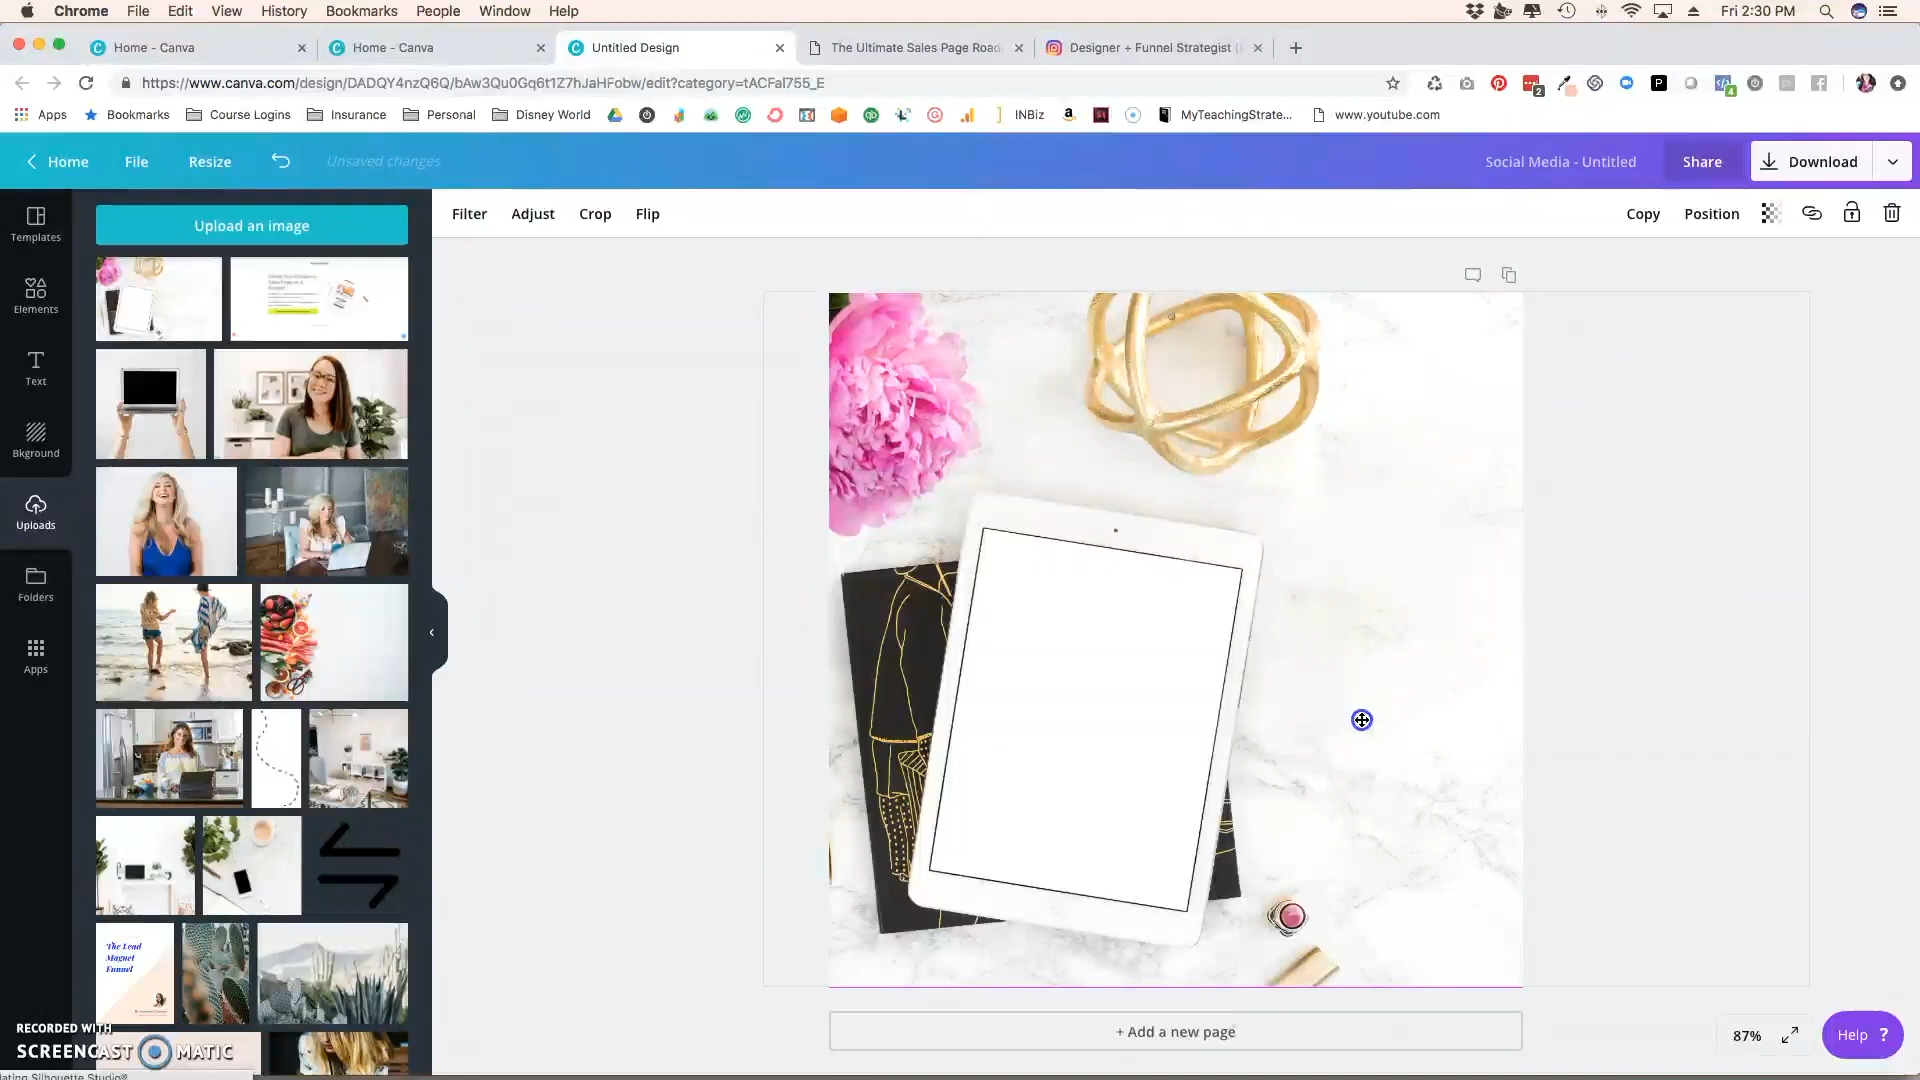 Chrome File Edit View History Bookmarks People Window Help
Fri 2:30 PM
Home - Canva
Home - Canva
Untitled Design
The Ultimate Sales Page Road
Designer + Funnel Strategist (
https://www.canva.com/design/DADQY4nzQ6Q/bAw3Qu0Gq6t1Z7hJaHFobw/edit?category=tACFal755_E
Apps Bookmarks Course Logins Insurance Personal Disney World INBiz MyTeachingStrate... www.youtube.com
Home File Resize Unsaved changes Social Media - Untitled Share Download
Filter Adjust Crop Flip Copy Position
Templates
Elements
Text
Bkground
Uploads
Folders
Apps
Upload an image
The Lead
Magnet
Funnel
RECORDED WITH
SCREENCAST MATIC
+ Add a new page
87%
Help ?